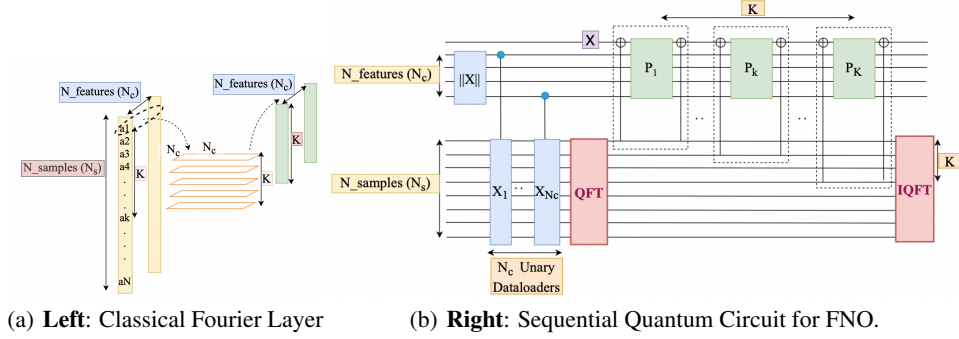 N_features (N_c)
N_features (N_c)
a1
a2
a3
a4
.
.
.
ak
.
.
.
.
.
aN
N_samples (N_s)
K
N_c
N_c
K
K
(a) Left: Classical Fourier Layer
K
X
N_features (N_c)
||X||
P_1
P_k
P_K
. .
. .
N_samples (N_s)
X_1
. .
X_Nc
QFT
IQFT
K
N_c Unary
Dataloaders
(b) Right: Sequential Quantum Circuit for FNO.